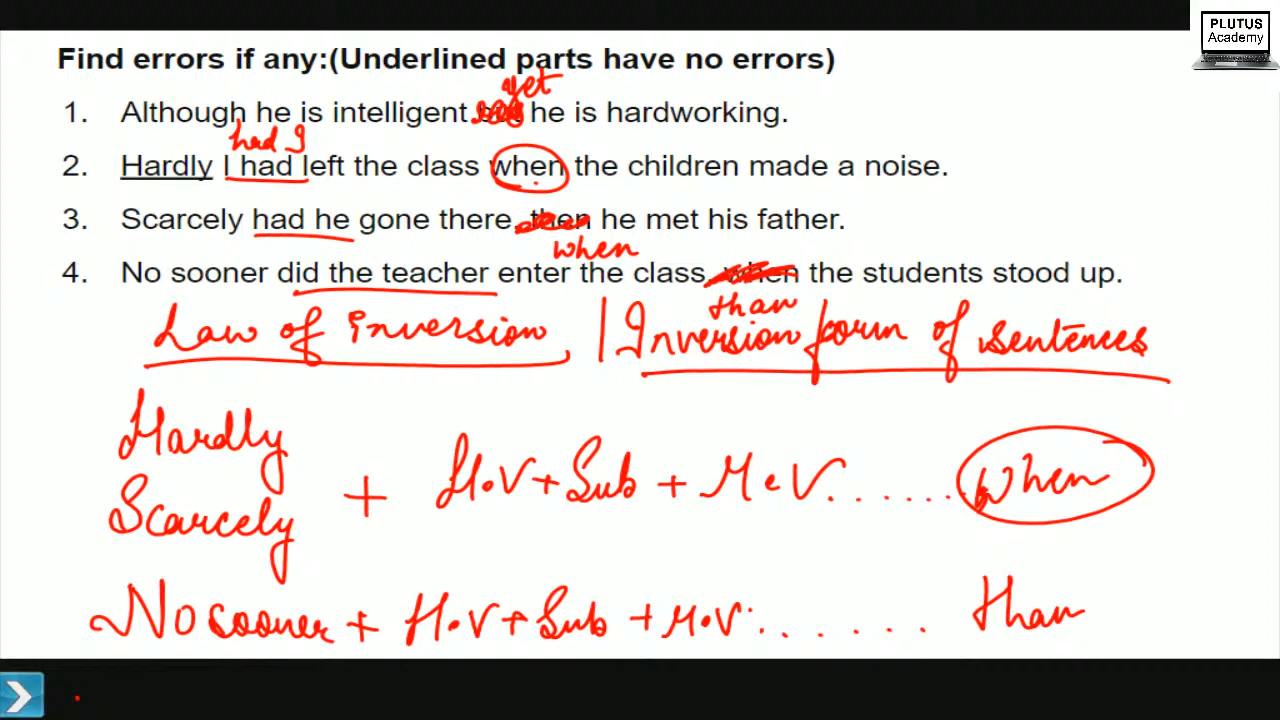 PLUTUS
Academy
Find errors if any:(Underlined parts have no errors)
yet
1. Although he is intelligent he is hardworking.
had I
2. Hardly I had left the class when the children made a noise.
3. Scarcely had he gone there, then he met his father.
when
4. No sooner did the teacher enter the class, when the students stood up.
than
Law of inversion | Inversion form of sentences
Hardly
Scarcely + H.V + Sub + M.V. ...... when
No sooner + H.V + Sub + M.V. ...... than